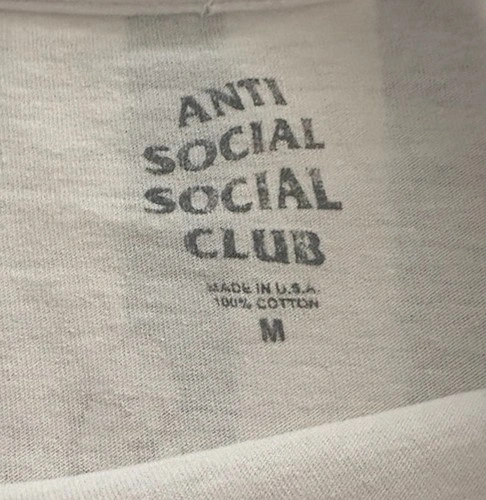 ANTI
SOCIAL
SOCIAL
CLUB
MADE IN U.S.A.
100% COTTON
M